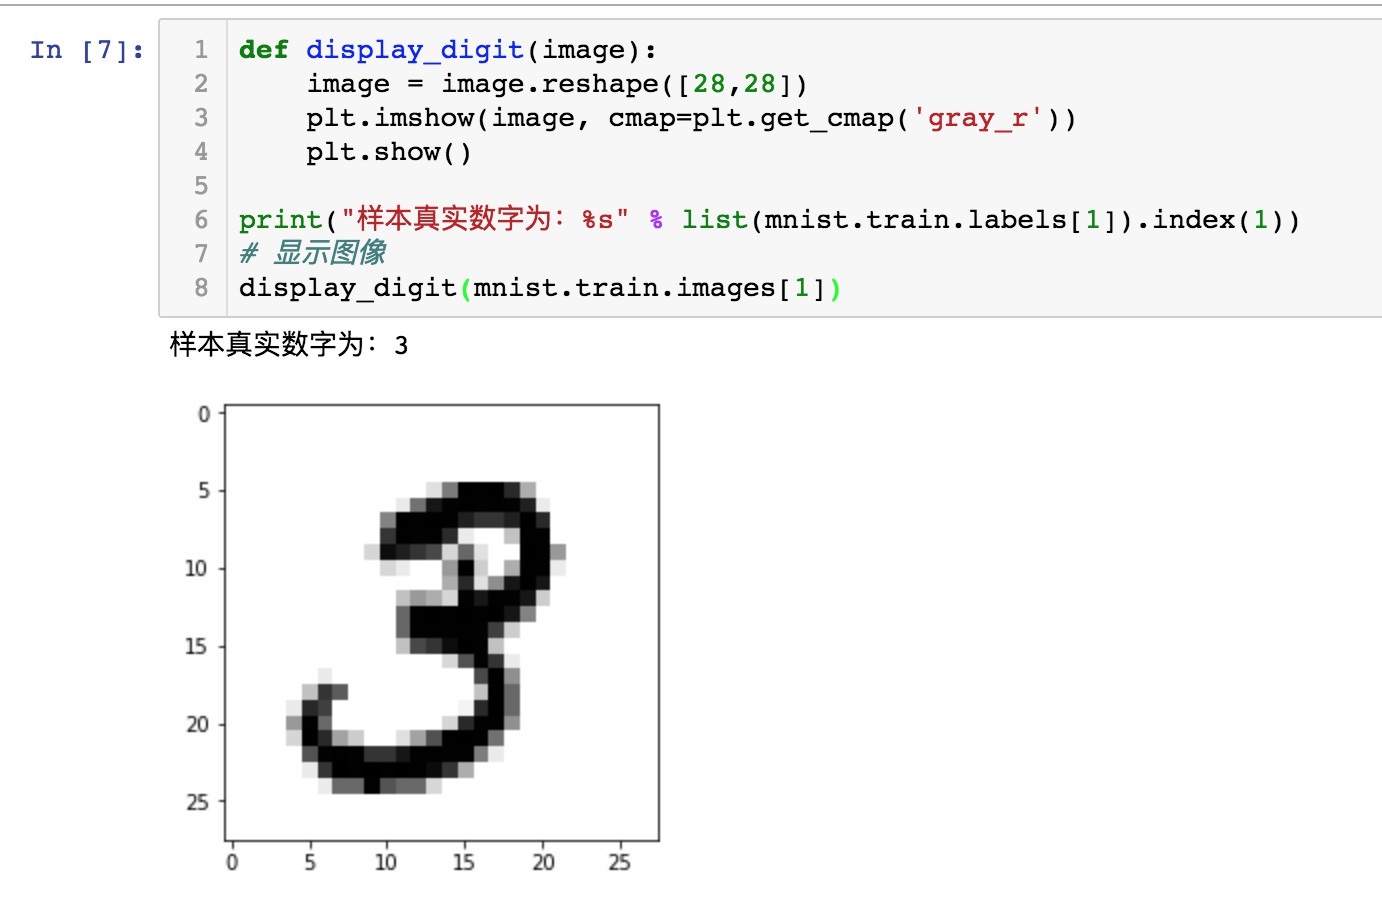 In [7]:
1 def display_digit(image):
2     image = image.reshape([28,28])
3     plt.imshow(image, cmap=plt.get_cmap('gray_r'))
4     plt.show()
5
6 print("样本真实数字为：%s" % list(mnist.train.labels[1]).index(1))
7 # 显示图像
8 display_digit(mnist.train.images[1])
样本真实数字为：3
0
5
10
15
20
25
3
0 5 10 15 20 25